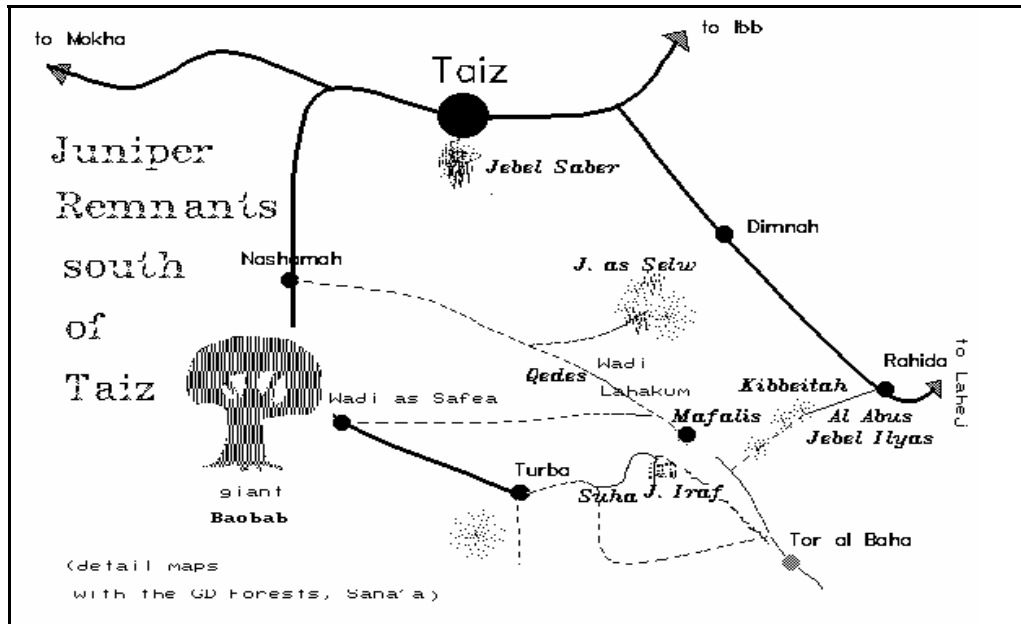 to Mokha
to Ibb
Taiz
Juniper
Remnants
south
of
Taiz
Jebel Saber
Dimnah
Nashamah
J. as Selw
Wadi
Lahakum
Qedes
Rahida
to Lahej
Kibbeitah
Wadi as Safea
Mafalis
Al Abus
Jebel Ilyas
giant
Baobab
Turba
Suha
J. Iraf
Tor al Baha
(detail maps
with the GD Forests, Sana'a)